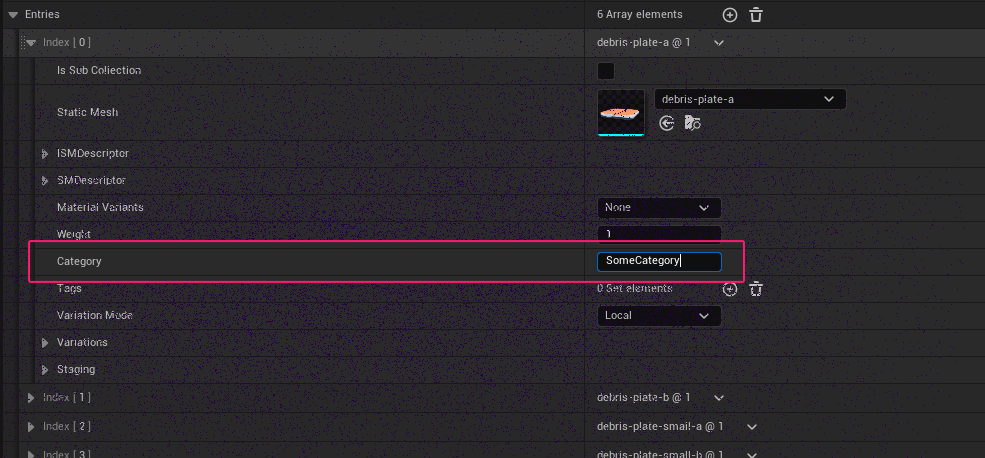 Entries 6 Array elements
Index [ 0 ] debris-plate-a @ 1
Is Sub Collection
Static Mesh debris-plate-a
ISMDescriptor
SMDescriptor
Material Variants None
Weight 1
Category SomeCategory
Tags 0 Set elements
Variation Mode Local
Variations
Staging
Index [ 1 ] debris-plate-b @ 1
Index [ 2 ] debris-plate-small-a @ 1
Index [ 3 ] debris-plate-small-b @ 1